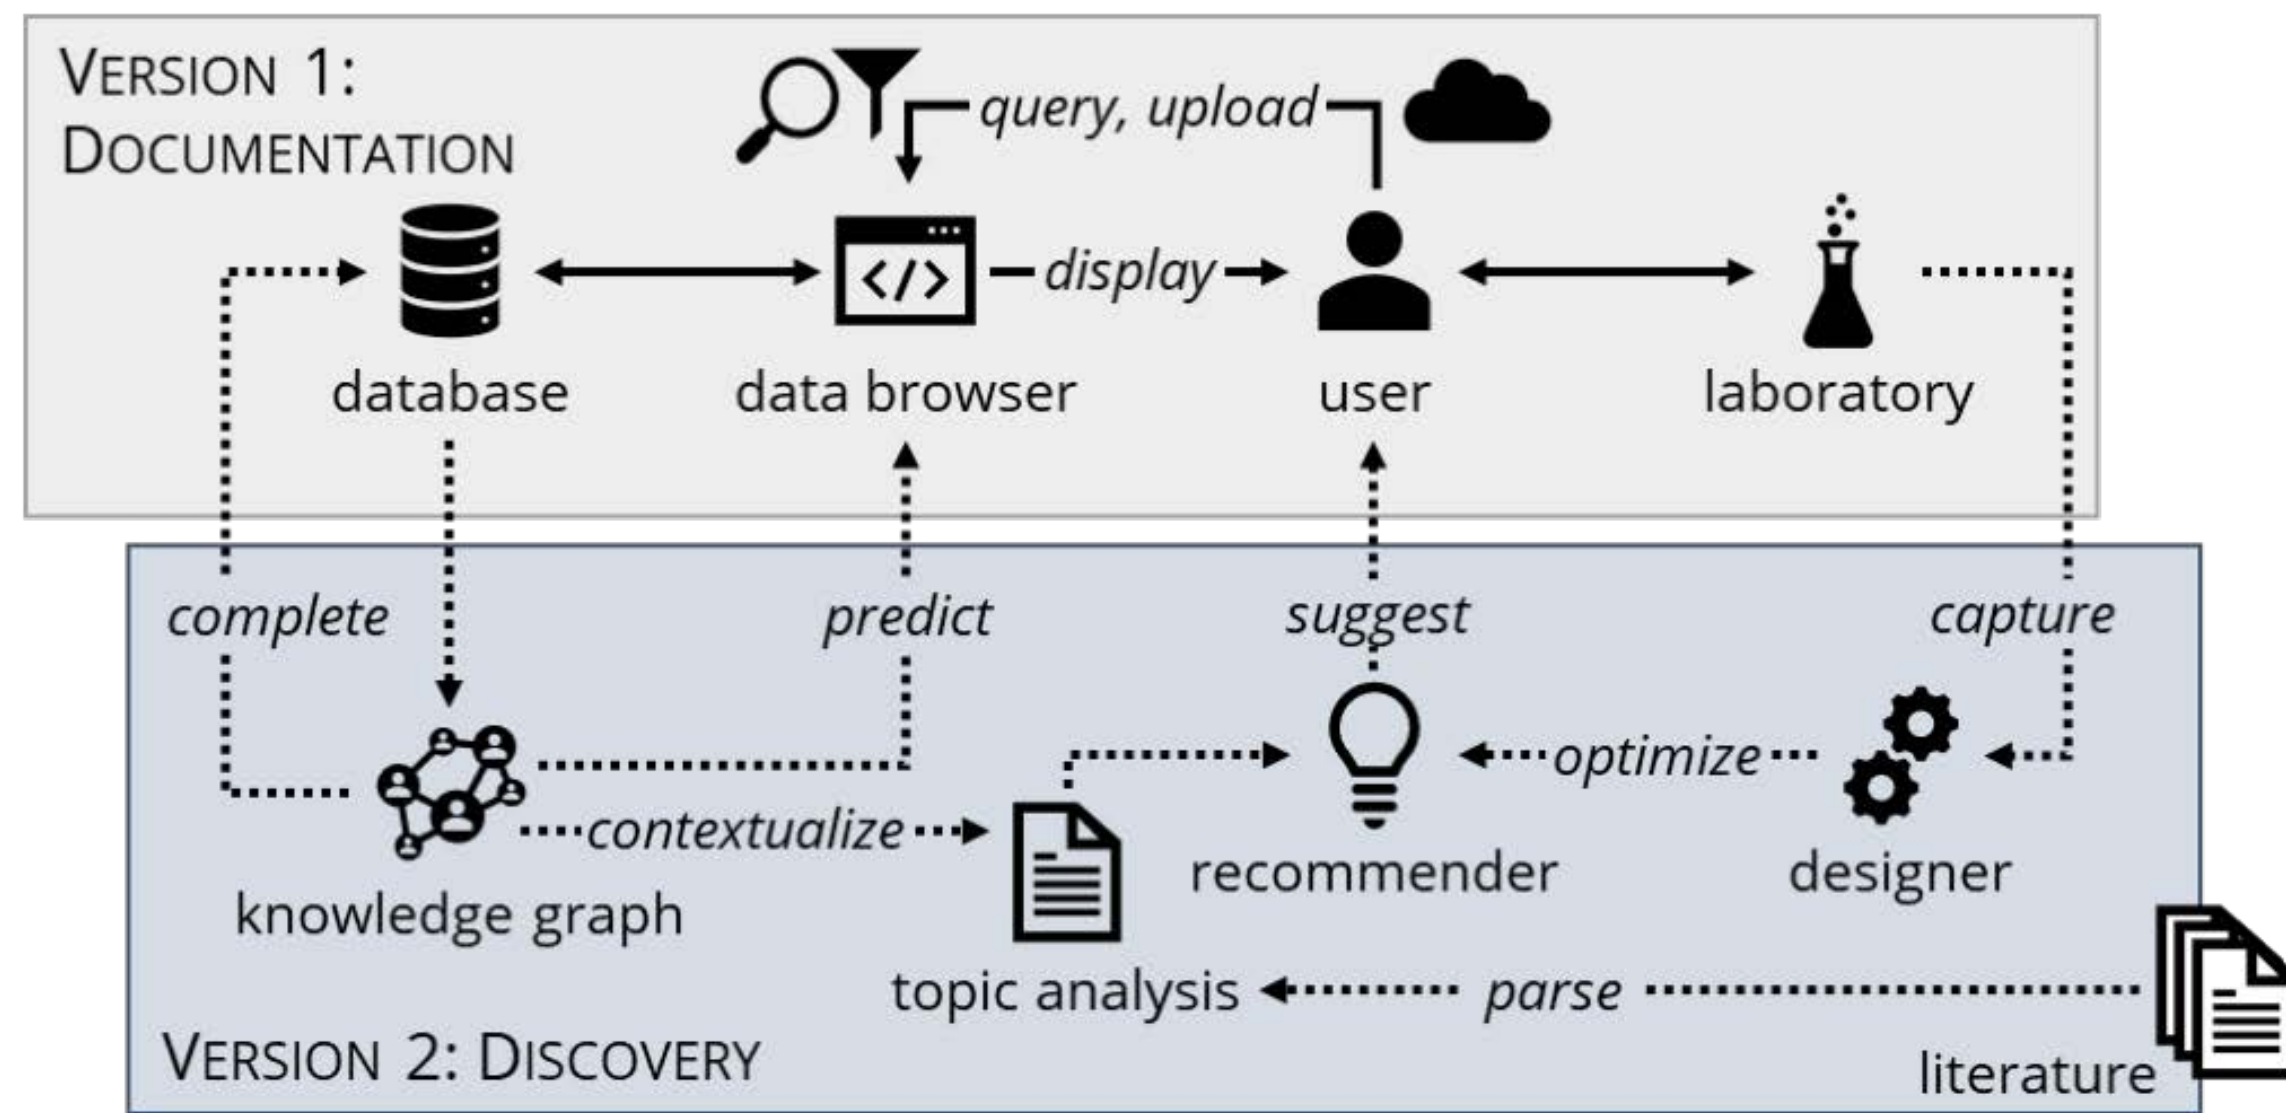 VERSION 1:
DOCUMENTATION
query, upload
</>
display
database
data browser
user
laboratory
complete
predict
suggest
capture
optimize
contextualize
recommender
designer
knowledge graph
topic analysis
parse
VERSION 2: DISCOVERY
literature